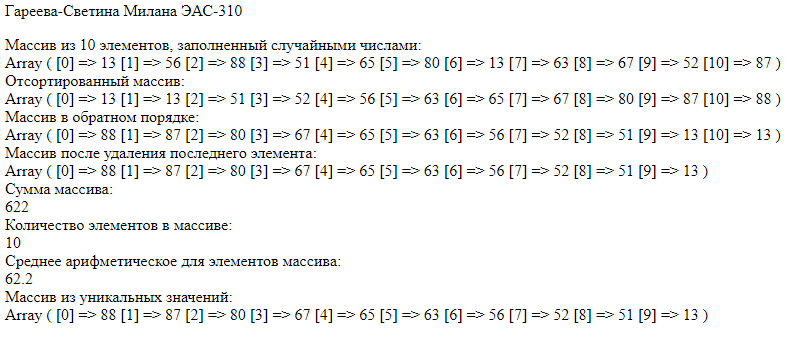 Гареева-Светина Милана ЭАС-310
Массив из 10 элементов, заполненный случайными числами:
Array ( [0] => 13 [1] => 56 [2] => 88 [3] => 51 [4] => 65 [5] => 80 [6] => 13 [7] => 63 [8] => 67 [9] => 52 [10] => 87 )
Отсортированный массив:
Array ( [0] => 13 [1] => 13 [2] => 51 [3] => 52 [4] => 56 [5] => 63 [6] => 65 [7] => 67 [8] => 80 [9] => 87 [10] => 88 )
Массив в обратном порядке:
Array ( [0] => 88 [1] => 87 [2] => 80 [3] => 67 [4] => 65 [5] => 63 [6] => 56 [7] => 52 [8] => 51 [9] => 13 [10] => 13 )
Массив после удаления последнего элемента:
Array ( [0] => 88 [1] => 87 [2] => 80 [3] => 67 [4] => 65 [5] => 63 [6] => 56 [7] => 52 [8] => 51 [9] => 13 )
Сумма массива:
622
Количество элементов в массиве:
10
Среднее арифметическое для элементов массива:
62.2
Массив из уникальных значений:
Array ( [0] => 88 [1] => 87 [2] => 80 [3] => 67 [4] => 65 [5] => 63 [6] => 56 [7] => 52 [8] => 51 [9] => 13 )